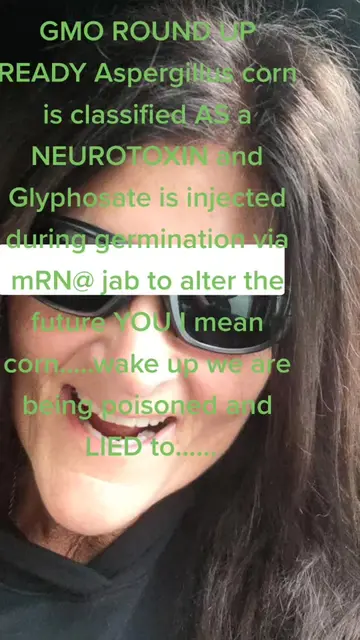 GMO ROUND UP
READY Aspergillus corn
is classified AS a
NEUROTOXIN and
Glyphosate is injected
during germination via
mRN@ jab to alter the
future YOU I mean
corn.....wake up we are
being poisoned and
LIED to......